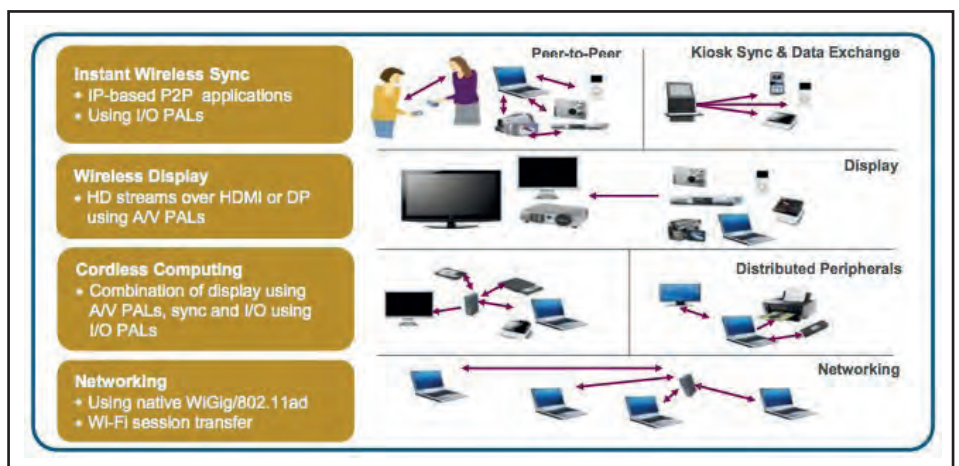 Instant Wireless Sync
• IP-based P2P applications
• Using I/O PALs
Peer-to-Peer
Kiosk Sync & Data Exchange
Wireless Display
• HD streams over HDMI or DP
using A/V PALs
Display
Cordless Computing
• Combination of display using
A/V PALs, sync and I/O using
I/O PALs
Distributed Peripherals
Networking
• Using native WiGig/802.11ad
• Wi-Fi session transfer
Networking